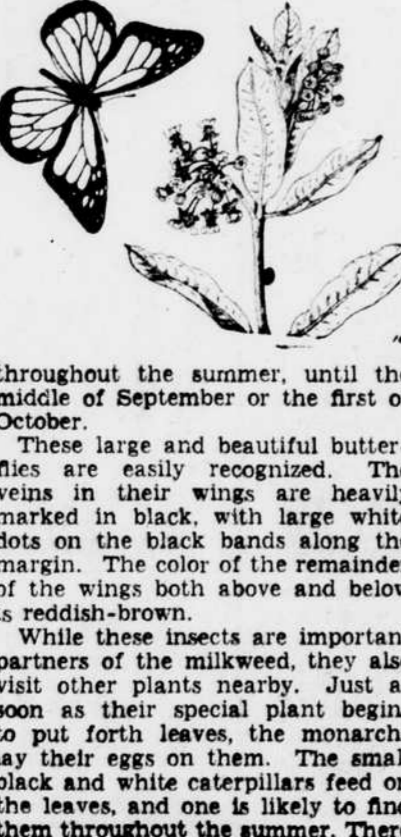 throughout the summer, until the
middle of September or the first o
October.
These large and beautiful butter-
flies are easily recognized. The
veins in their wings are heavily
marked in black, with large white
dots on the black bands along the
margin. The color of the remainder
of the wings both above and below
is reddish-brown.
While these insects are important
partners of the milkweed, they also
visit other plants nearby. Just a
soon as their special plant begin
to put forth leaves, the monarch
lay their eggs on them. The small
black and white caterpillars feed on
the leaves, and one is likely to find
them throughout the summer. Then